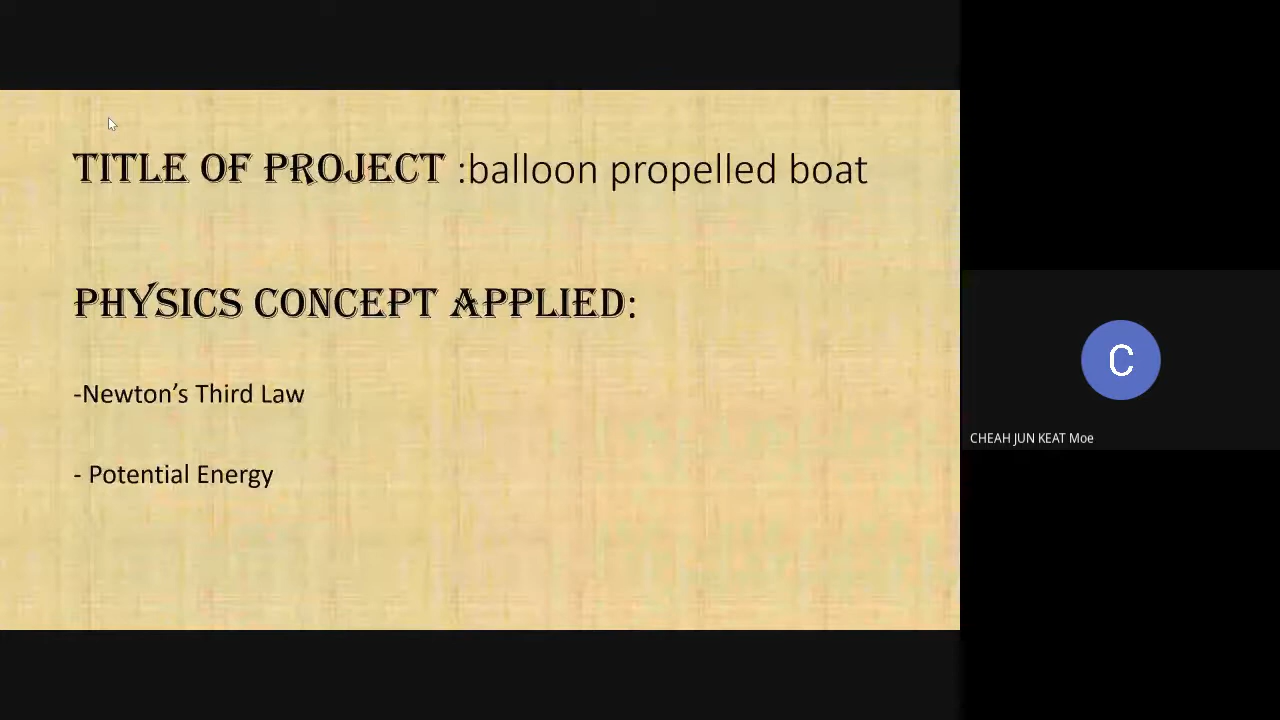 TITLE OF PROJECT :balloon propelled boat
PHYSICS CONCEPT APPLIED:
-Newton’s Third Law
- Potential Energy
C
CHEAH JUN KEAT Moe